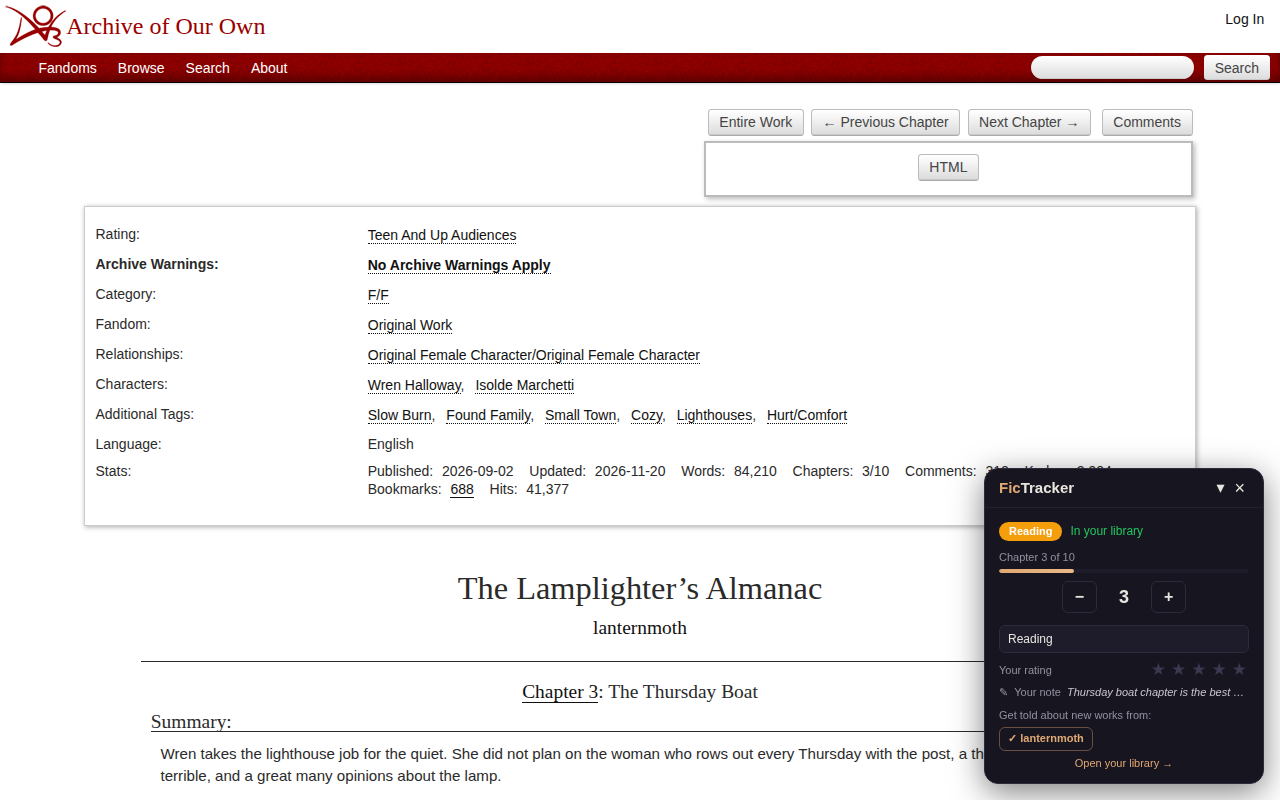 Archive of Our Own
Log In
Fandoms Browse Search About
Search
Entire Work ← Previous Chapter Next Chapter → Comments
HTML
Rating: Teen And Up Audiences
Archive Warnings: No Archive Warnings Apply
Category: F/F
Fandom: Original Work
Relationships: Original Female Character/Original Female Character
Characters: Wren Halloway, Isolde Marchetti
Additional Tags: Slow Burn, Found Family, Small Town, Cozy, Lighthouses, Hurt/Comfort
Language: English
Stats: Published: 2026-09-02 Updated: 2026-11-20 Words: 84,210 Chapters: 3/10 Comments:
Bookmarks: 688 Hits: 41,377
The Lamplighter’s Almanac
lanternmoth
Chapter 3: The Thursday Boat
Summary:
Wren takes the lighthouse job for the quiet. She did not plan on the woman who rows out every Thursday with the post, a
terrible, and a great many opinions about the lamp.
FicTracker ▼ ×
Reading In your library
Chapter 3 of 10
− 3 +
Reading
Your rating ★ ★ ★ ★ ★
✎ Your note Thursday boat chapter is the best …
Get told about new works from:
✓ lanternmoth
Open your library →